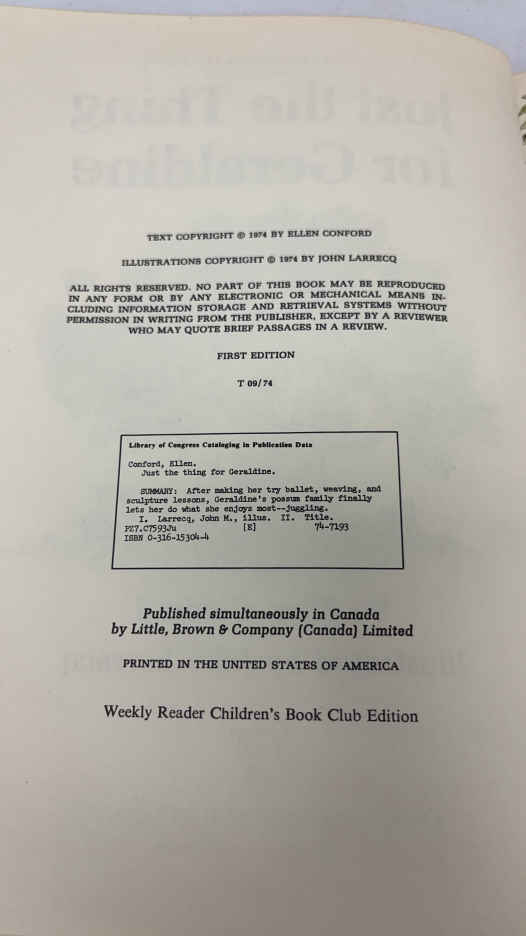 TEXT COPYRIGHT © 1974 BY ELLEN CONFORD
ILLUSTRATIONS COPYRIGHT © 1974 BY JOHN LARRECQ
ALL RIGHTS RESERVED. NO PART OF THIS BOOK MAY BE REPRODUCED
IN ANY FORM OR BY ANY ELECTRONIC OR MECHANICAL MEANS IN-
CLUDING INFORMATION STORAGE AND RETRIEVAL SYSTEMS WITHOUT
PERMISSION IN WRITING FROM THE PUBLISHER, EXCEPT BY A REVIEWER
WHO MAY QUOTE BRIEF PASSAGES IN A REVIEW.
FIRST EDITION
T 09/74
Library of Congress Cataloging in Publication Data
Conford, Ellen.
Just the thing for Geraldine.
SUMMARY: After making her try ballet, weaving, and
sculpture lessons, Geraldine's possum family finally
lets her do what she enjoys most--juggling.
I. Larrecq, John M., illus. II. Title.
PZ7.C7593Ju [E] 74-7193
ISBN 0-316-15304-4
Published simultaneously in Canada
by Little, Brown & Company (Canada) Limited
PRINTED IN THE UNITED STATES OF AMERICA
Weekly Reader Children's Book Club Edition